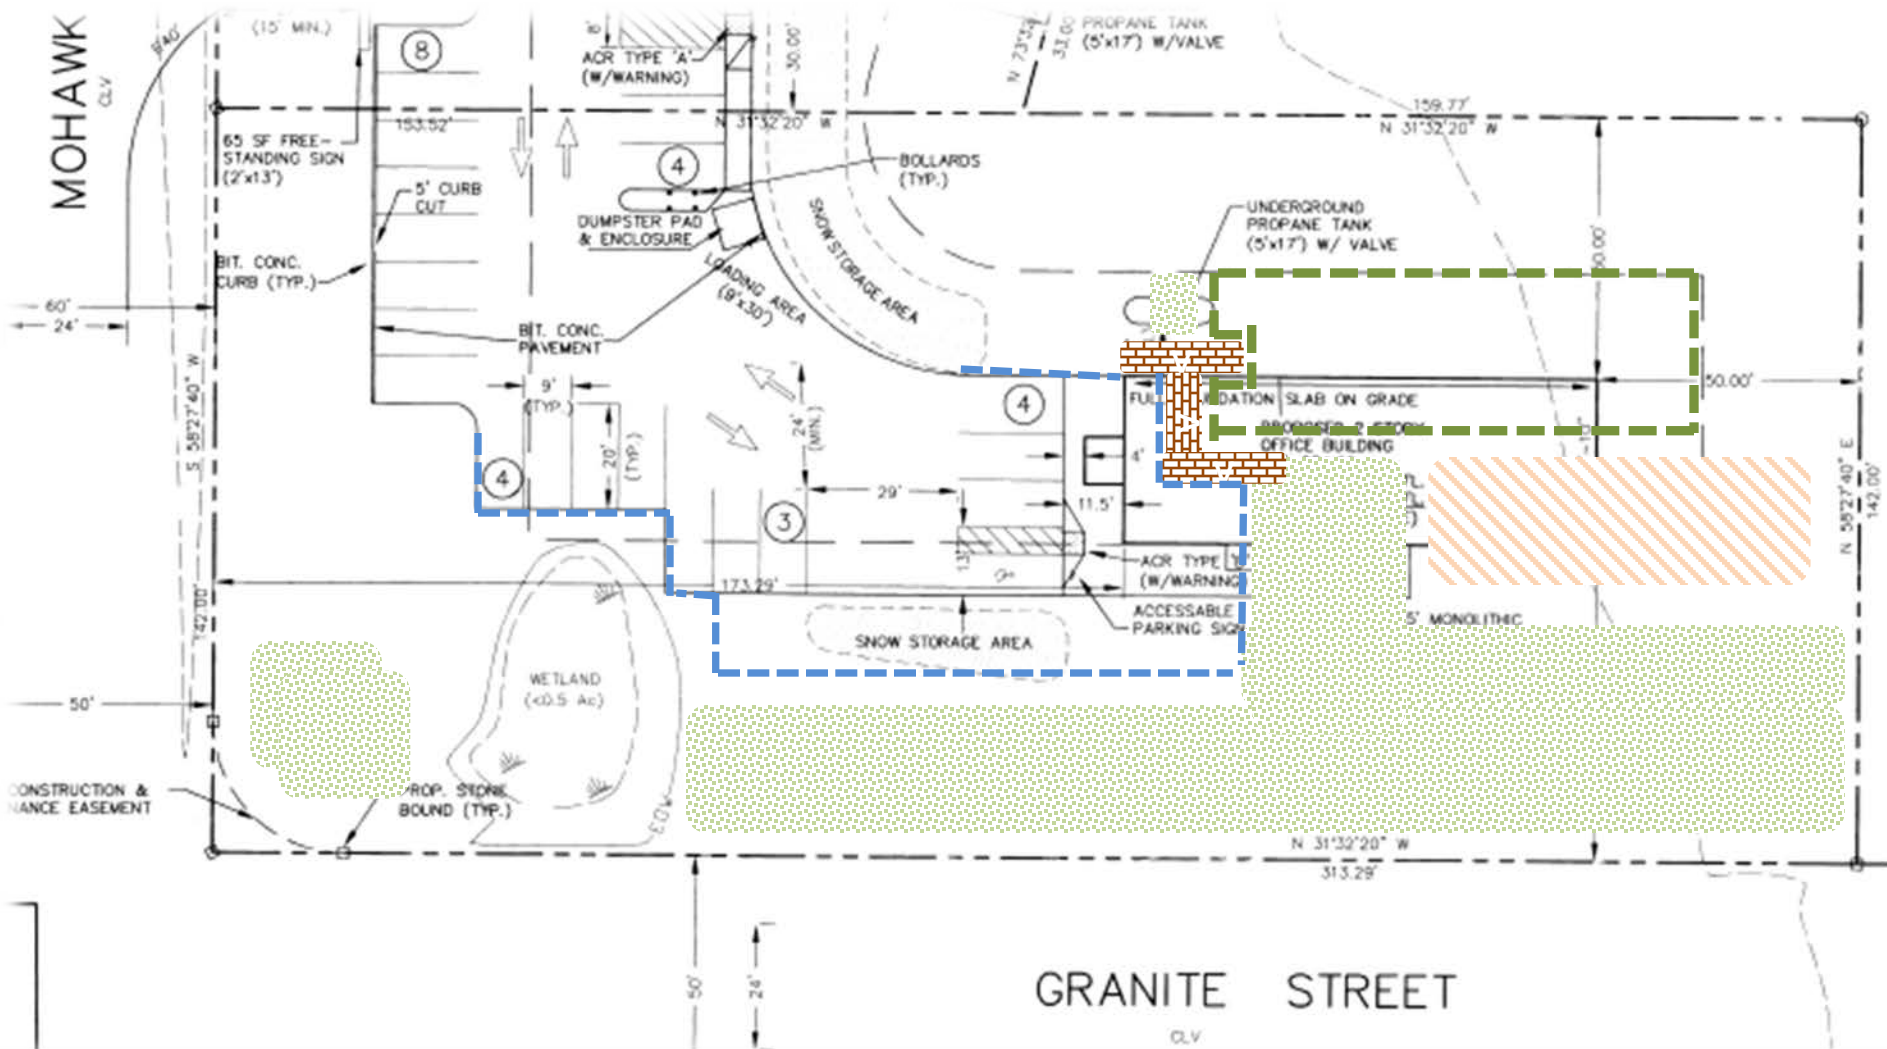 MOHAWK
CLV
(15' MIN.)
8
8'
ACR TYPE 'A'
(W/WARNING)
30.00'
33.00
PROPANE TANK
(5'x17') W/VALVE
153.52'
N 31°32'20" W
159.77'
N 31°32'20" W
65 SF FREE-
STANDING SIGN
(2'x13')
5' CURB
CUT
4
BOLLARDS
(TYP.)
DUMPSTER PAD
& ENCLOSURE
SNOW STORAGE AREA
UNDERGROUND
PROPANE TANK
(5'x17') W/ VALVE
BIT. CONC.
CURB (TYP.)
LOADING AREA
(9'x30')
60'
24'
BIT. CONC.
PAVEMENT
S 58°27'40" W
142.00'
9'
(TYP.)
20'
(TYP.)
24'
(MIN.)
4
4
3
29'
4'
11.5'
13'
SLAB ON GRADE
OFFICE BUILDING
50.00'
N 58°27'40" E
142.00'
ACR TYPE
(W/WARNING)
173.29'
ACCESSABLE
PARKING SIGN
5' MONOLITHIC
SNOW STORAGE AREA
WETLAND
(<0.5 Ac)
50'
CONSTRUCTION &
NANCE EASEMENT
PROP. STONE
BOUND (TYP.)
103
N 31°32'20" W
313.29'
50'
24'
GRANITE STREET
CLV